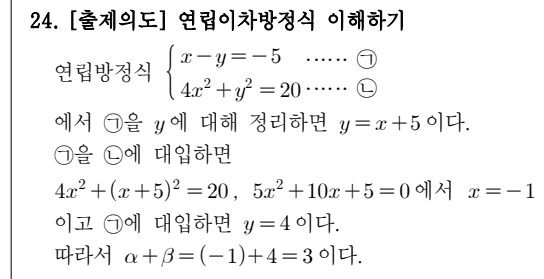 24. [출제의도] 연립이차방정식 이해하기
연립방정식 { x－y＝－5 ⋯⋯ ㉠
4x²＋y²＝20 ⋯⋯ ㉡
에서 ㉠을 y에 대해 정리하면 y＝x＋5이다.
㉠을 ㉡에 대입하면
4x²＋(x＋5)²＝20, 5x²＋10x＋5＝0에서 x＝－1
이고 ㉠에 대입하면 y＝4이다.
따라서 α＋β＝(－1)＋4＝3이다.